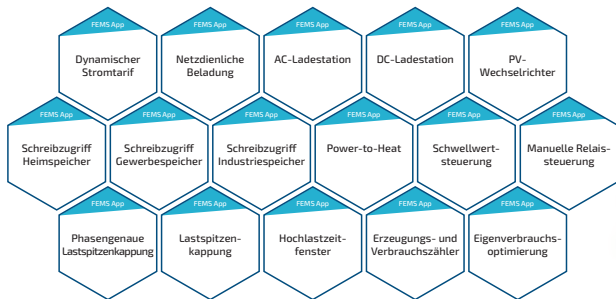 FEMS App
Dynamischer
Stromtarif
FEMS App
Netzdienliche
Beladung
FEMS App
AC-Ladestation
FEMS App
DC-Ladestation
FEMS App
PV-
Wechselrichter
FEMS App
Schreibzugriff
Heimspeicher
FEMS App
Schreibzugriff
Gewerbespeicher
FEMS App
Schreibzugriff
Industriespeicher
FEMS App
Power-to-Heat
FEMS App
Schwellwert-
steuerung
FEMS App
Manuelle Relais-
steuerung
FEMS App
Phasengenaue
Lastspitzenkappung
FEMS App
Lastspitzen-
kappung
FEMS App
Hochlastzeit-
fenster
FEMS App
Erzeugungs- und
Verbrauchszähler
FEMS App
Eigenverbrauchs-
optimierung